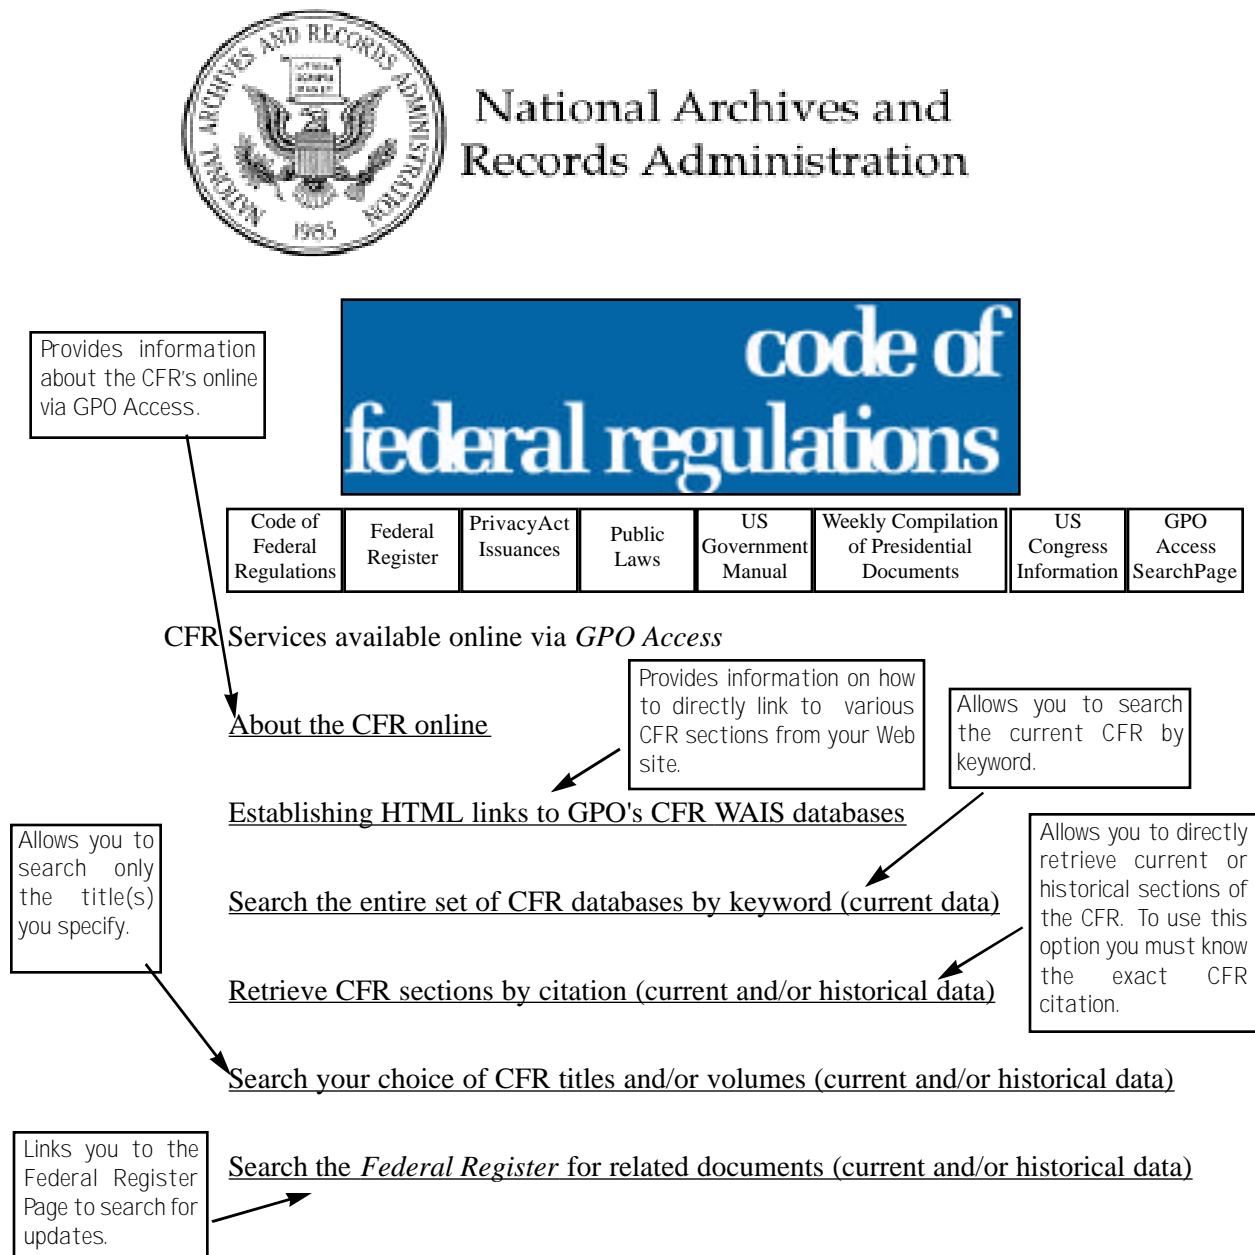 NATIONAL ARCHIVES AND RECORDS ADMINISTRATION
1985
National Archives and
Records Administration
code of
federal regulations
Provides information
about the CFR's online
via GPO Access.
Code of
Federal
Regulations
Federal
Register
PrivacyAct
Issuances
Public
Laws
US
Government
Manual
Weekly Compilation
of Presidential
Documents
US
Congress
Information
GPO
Access
SearchPage
CFR Services available online via GPO Access
About the CFR online
Provides information on how
to directly link to various
CFR sections from your Web
site.
Allows you to search
the current CFR by
keyword.
Establishing HTML links to GPO's CFR WAIS databases
Allows you to
search only
the title(s)
you specify.
Search the entire set of CFR databases by keyword (current data)
Allows you to directly
retrieve current or
historical sections of
the CFR. To use this
option you must know
the exact CFR
citation.
Retrieve CFR sections by citation (current and/or historical data)
Search your choice of CFR titles and/or volumes (current and/or historical data)
Links you to the
Federal Register
Page to search for
updates.
Search the Federal Register for related documents (current and/or historical data)